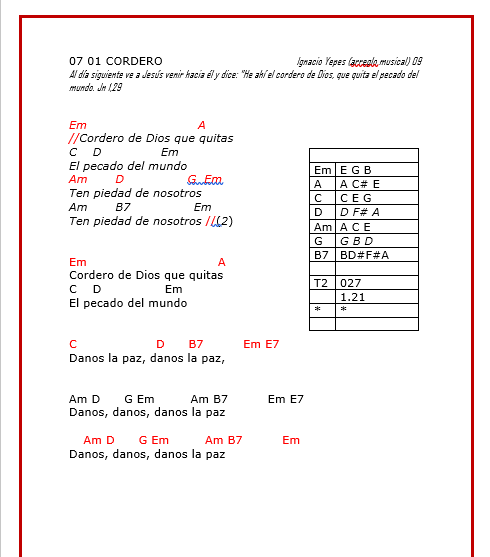 07 01 CORDERO Ignacio Yepes (arreglo musical) 09
Al día siguiente ve a Jesús venir hacia él y dice: "He ahí el cordero de Dios, que quita el pecado del
mundo. Jn 1,29
Em A
//Cordero de Dios que quitas
C D Em
El pecado del mundo
Am D G Em
Ten piedad de nosotros
Am B7 Em
Ten piedad de nosotros //(2)
Em E G B
A A C# E
C C E G
D D F# A
Am A C E
G G B D
B7 BD#F#A
T2 027
1.21
* *
Em A
Cordero de Dios que quitas
C D Em
El pecado del mundo
C D B7 Em E7
Danos la paz, danos la paz,
Am D G Em Am B7 Em E7
Danos, danos, danos la paz
Am D G Em Am B7 Em
Danos, danos, danos la paz